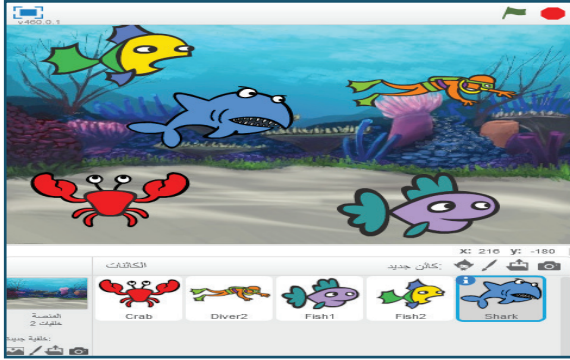 v460.0.1
x: 216 y: -180
الكائنات
كائن جديد:
المنصة
خلفيات 2
Crab
Diver2
Fish1
Fish2
Shark
خلفية جديدة: